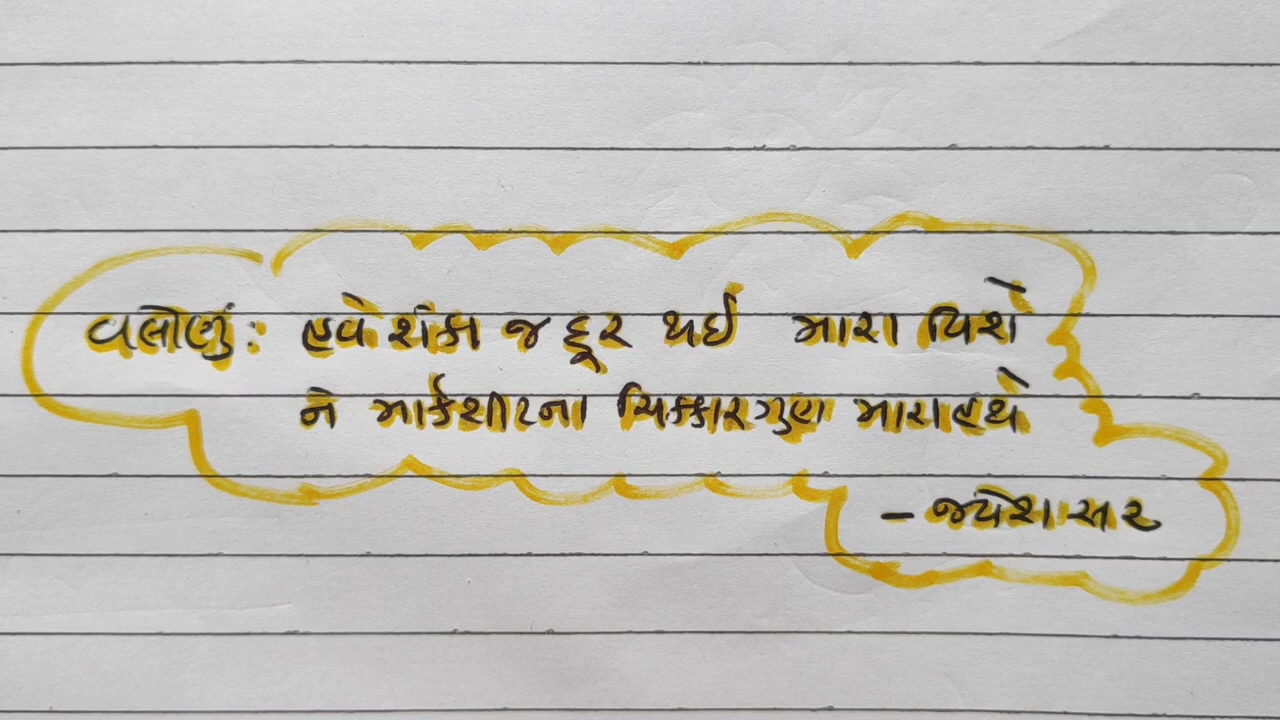 વલોણું: હવે શંકા જ દૂર થઈ મારા વિશે
ને માર્કશીટના ધિક્કારગુણ મારાહથે
- જયેશ સર